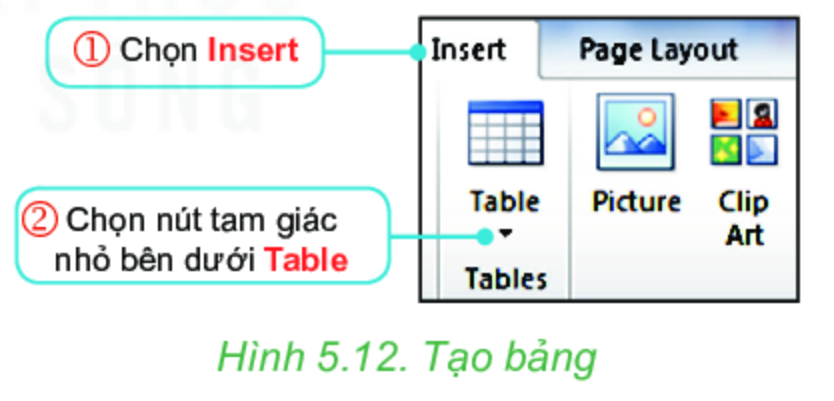 ① Chọn Insert
Insert
Page Layout
② Chọn nút tam giác
nhỏ bên dưới Table
Table
Picture
Clip
Art
Tables
Hình 5.12. Tạo bảng
SONG